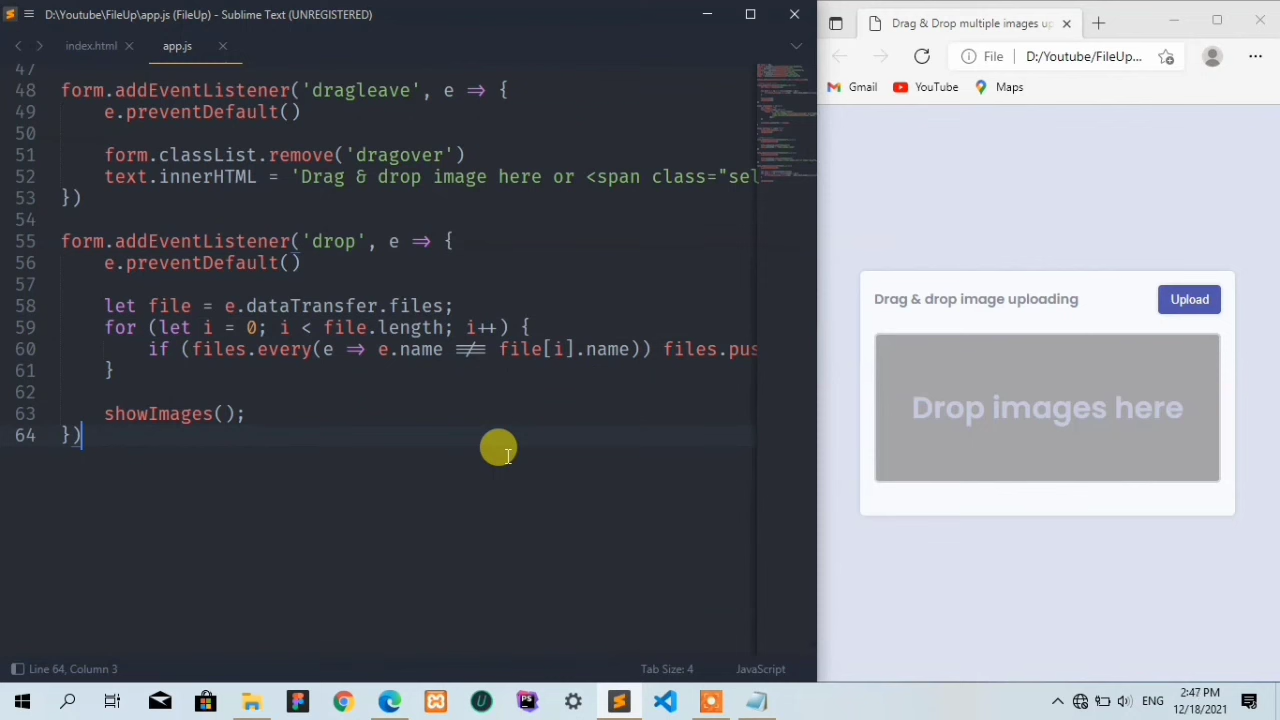 D:\Youtube\FileUp\app.js (FileUp) - Sublime Text (UNREGISTERED)
index.html
app.js
47
48 form.addEventListener('dragleave', e => {
49 e.preventDefault()
50
51 form.classList.remove('dragover')
52 text.innerHTML = 'Drag & drop image here or <span class="sel
53 })
54
55 form.addEventListener('drop', e => {
56 e.preventDefault()
57
58 let file = e.dataTransfer.files;
59 for (let i = 0; i < file.length; i++) {
60 if (files.every(e => e.name !== file[i].name)) files.pus
61 }
62
63 showImages();
64 })
Line 64, Column 3
Tab Size: 4
JavaScript
Drag & Drop multiple images up
File
D:/Youtube/FileUp...
Gmail
YouTube
Maps
Drag & drop image uploading
Upload
Drop images here
2:47 PM
12/18/2021